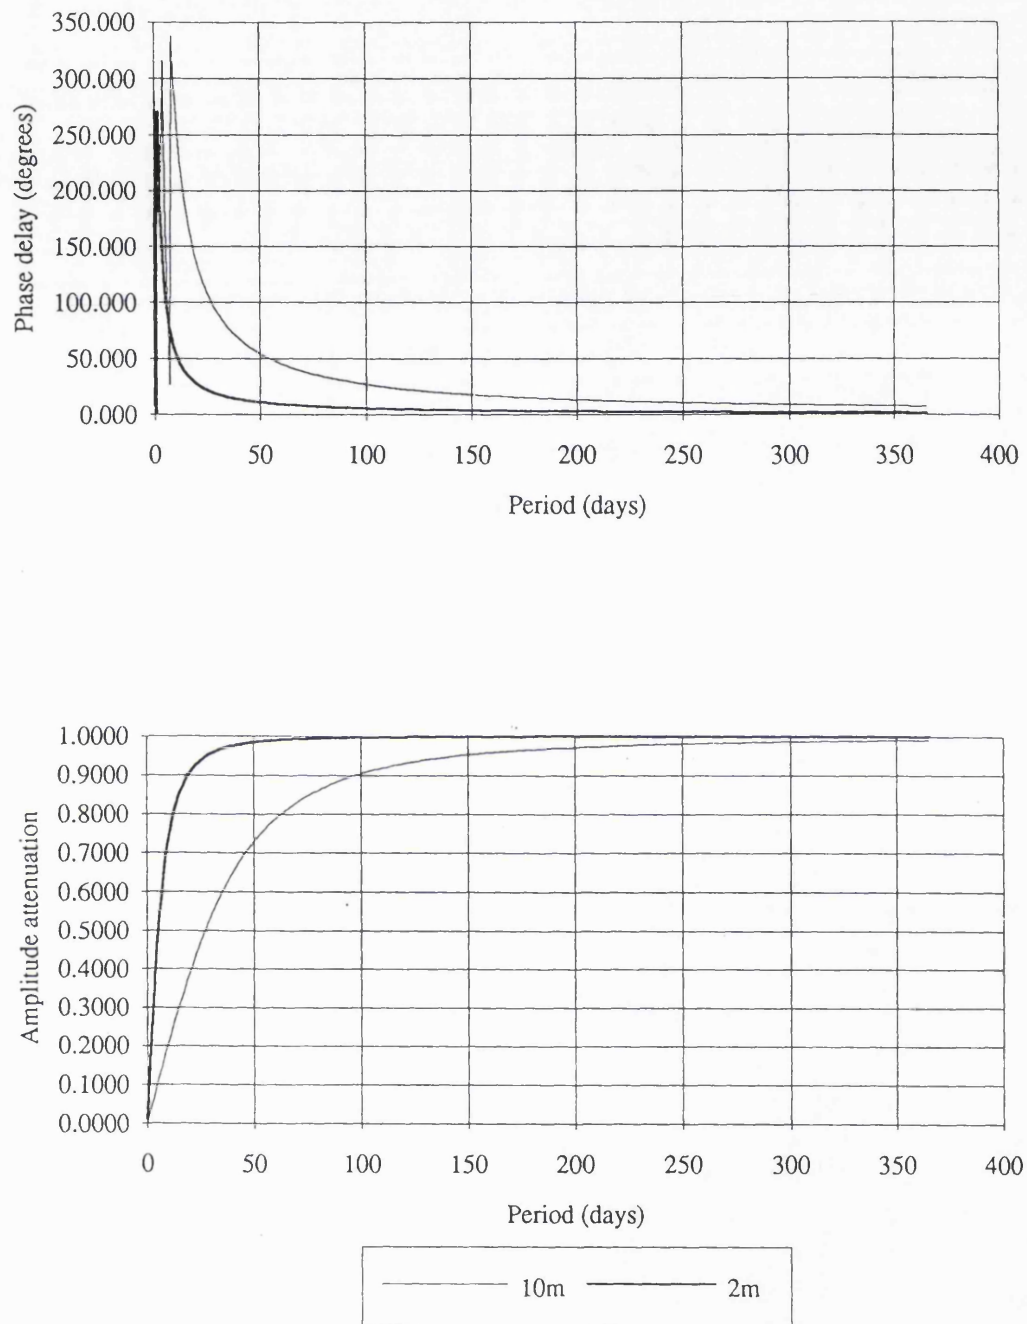 350.000
300.000
250.000
200.000
150.000
100.000
50.000
0.000
Phase delay (degrees)
0 50 100 150 200 250 300 350 400
Period (days)
1.0000
0.9000
0.8000
0.7000
0.6000
0.5000
0.4000
0.3000
0.2000
0.1000
0.0000
Amplitude attenuation
0 50 100 150 200 250 300 350 400
Period (days)
10m 2m